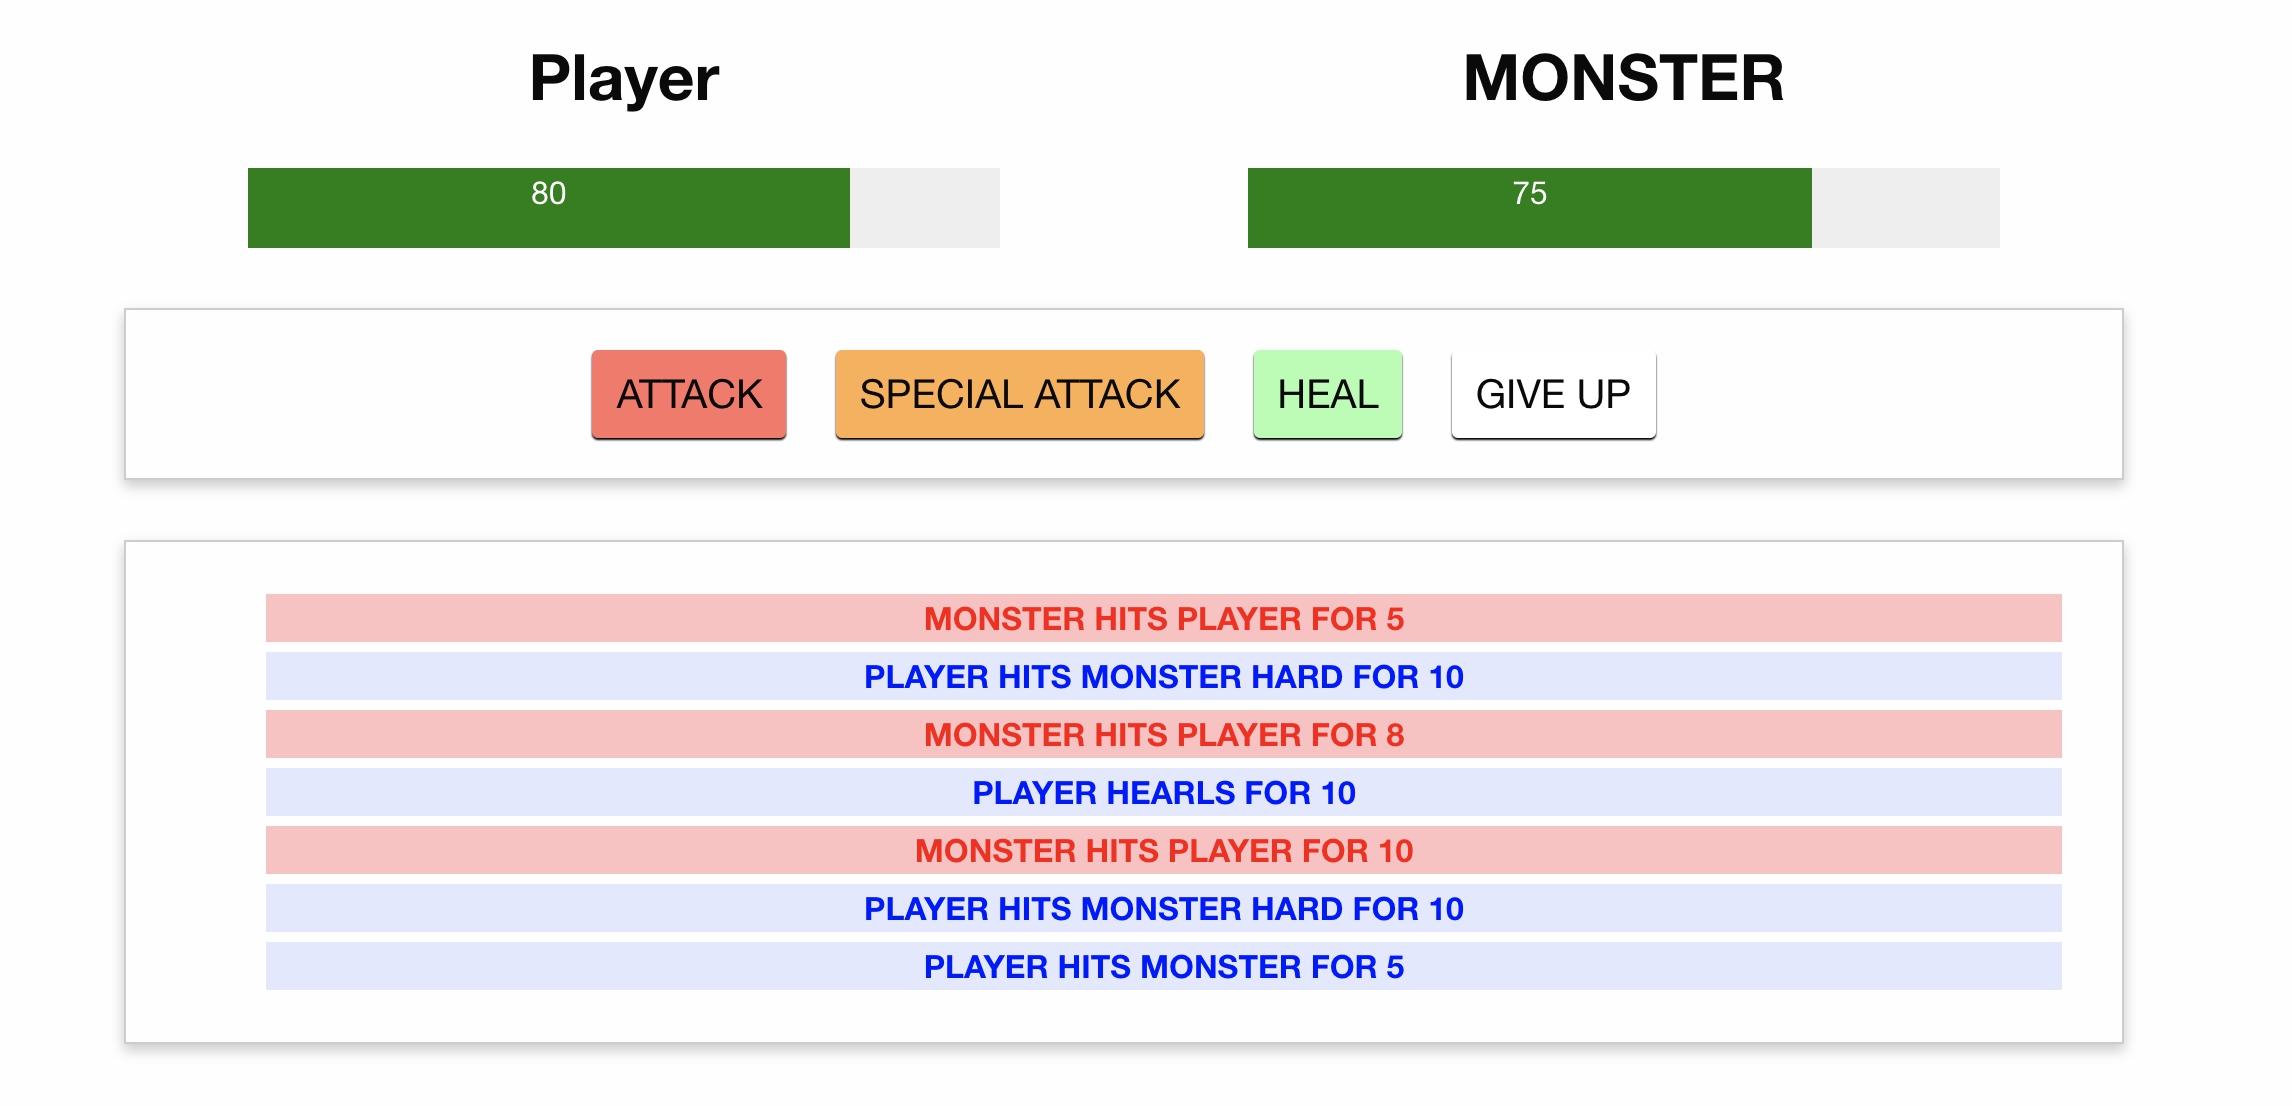 Player
MONSTER
80
75
ATTACK
SPECIAL ATTACK
HEAL
GIVE UP
MONSTER HITS PLAYER FOR 5
PLAYER HITS MONSTER HARD FOR 10
MONSTER HITS PLAYER FOR 8
PLAYER HEARLS FOR 10
MONSTER HITS PLAYER FOR 10
PLAYER HITS MONSTER HARD FOR 10
PLAYER HITS MONSTER FOR 5